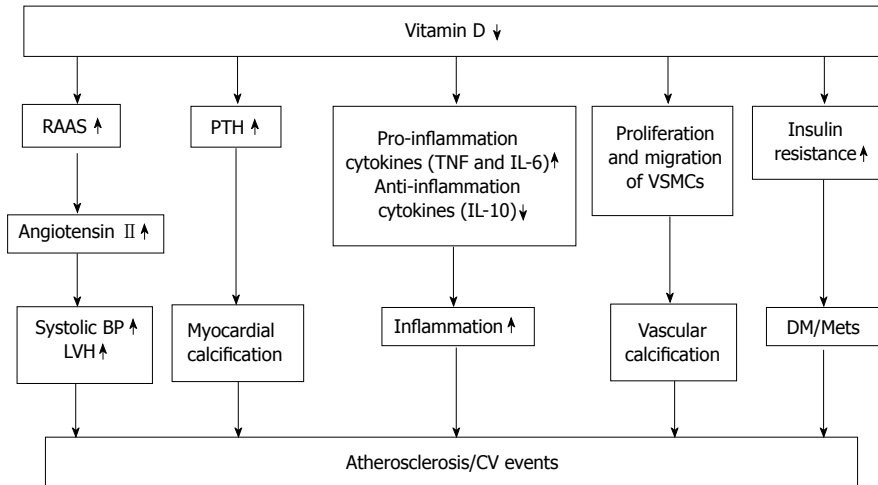 Vitamin D
RAAS
PTH
Pro-inflammation
cytokines (TNF and IL-6)
Anti-inflammation
cytokines (IL-10)
Proliferation
and migration
of VSMCs
Insulin
resistance
Angiotensin Ⅱ
Systolic BP
LVH
Myocardial
calcification
Inflammation
Vascular
calcification
DM/Mets
Atherosclerosis/CV events